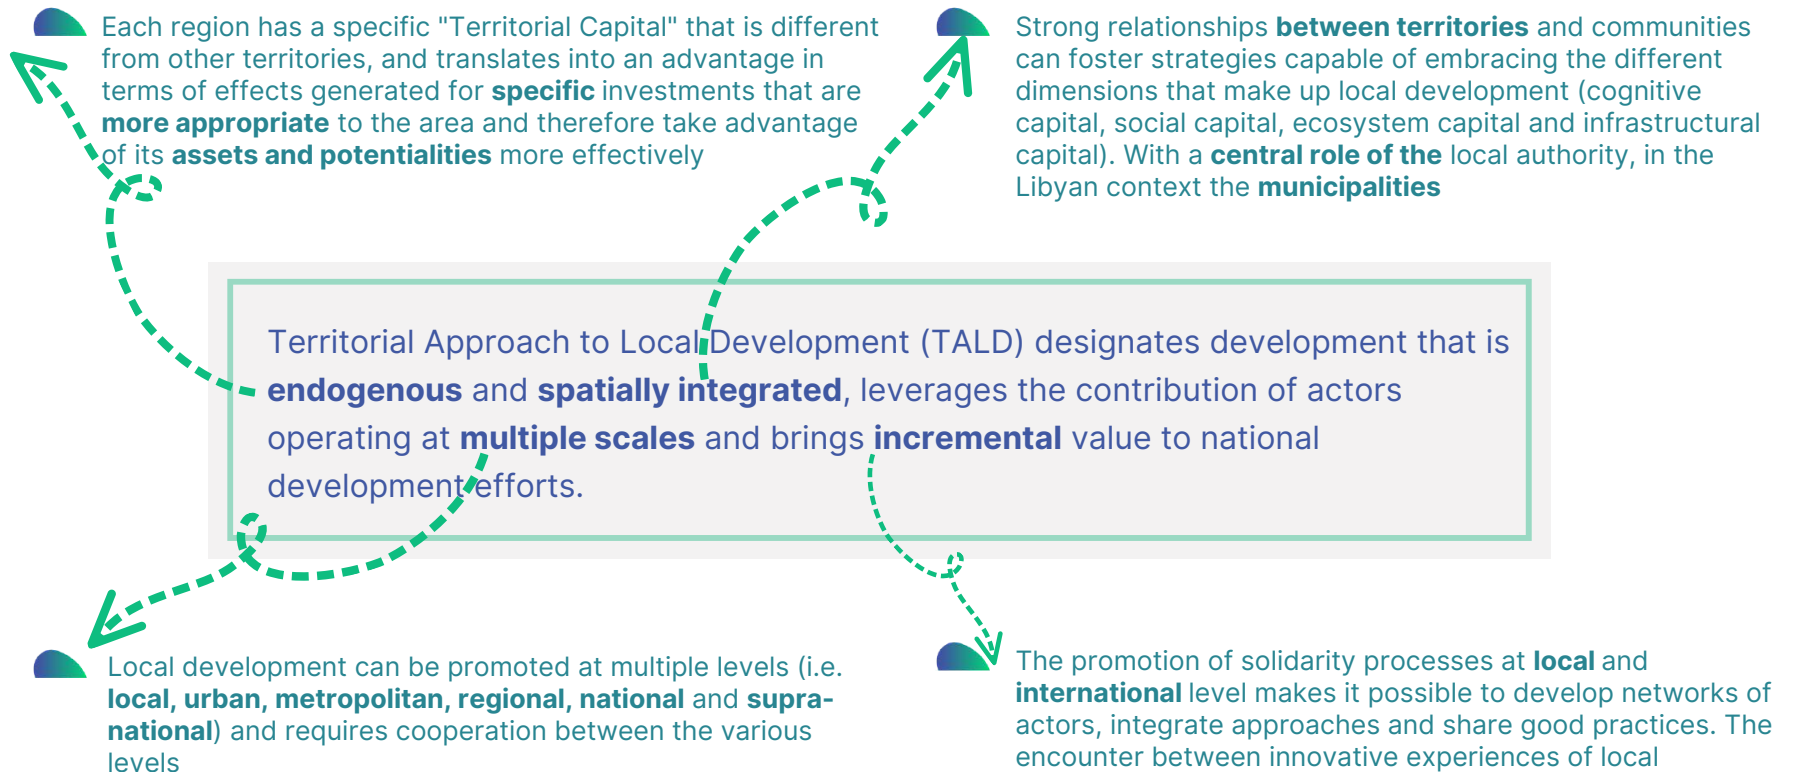 Each region has a specific "Territorial Capital" that is different
from other territories, and translates into an advantage in
terms of effects generated for specific investments that are
more appropriate to the area and therefore take advantage
of its assets and potentialities more effectively
Strong relationships between territories and communities
can foster strategies capable of embracing the different
dimensions that make up local development (cognitive
capital, social capital, ecosystem capital and infrastructural
capital). With a central role of the local authority, in the
Libyan context the municipalities
Territorial Approach to Local Development (TALD) designates development that is
endogenous and spatially integrated, leverages the contribution of actors
operating at multiple scales and brings incremental value to national
development efforts.
Local development can be promoted at multiple levels (i.e.
local, urban, metropolitan, regional, national and supra-
national) and requires cooperation between the various
levels
The promotion of solidarity processes at local and
international level makes it possible to develop networks of
actors, integrate approaches and share good practices. The
encounter between innovative experiences of local